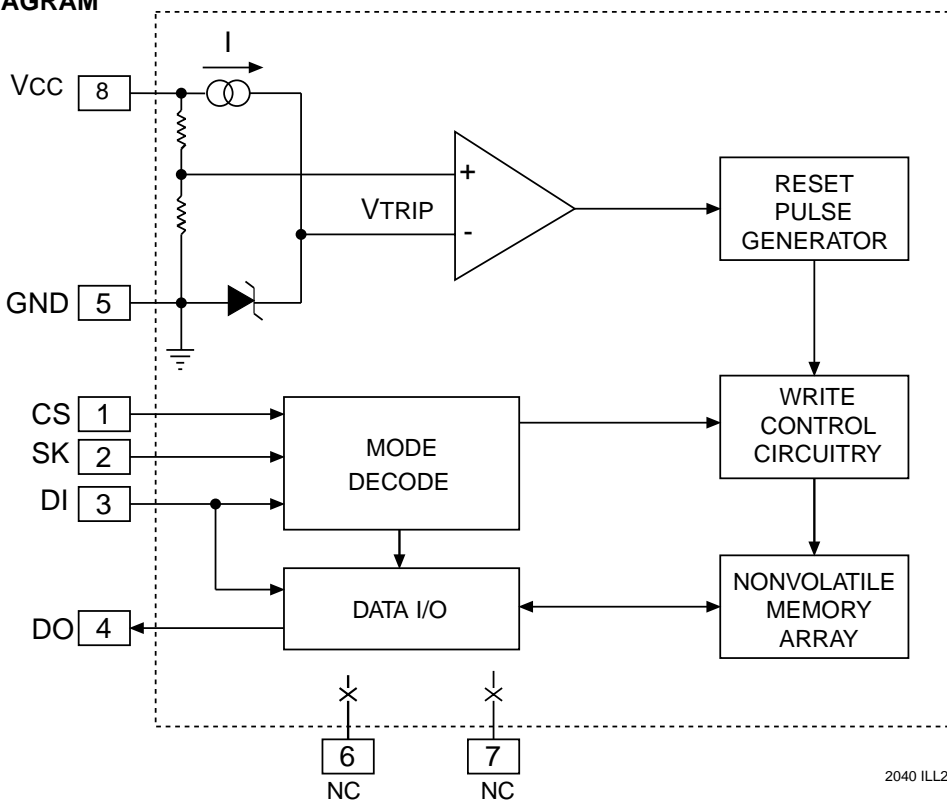 AGRAM
I
VCC 8
+
VTRIP
-
RESET
PULSE
GENERATOR
GND 5
CS 1
SK 2
DI 3
MODE
DECODE
WRITE
CONTROL
CIRCUITRY
DO 4
DATA I/O
NONVOLATILE
MEMORY
ARRAY
6
NC
7
NC
2040 ILL2